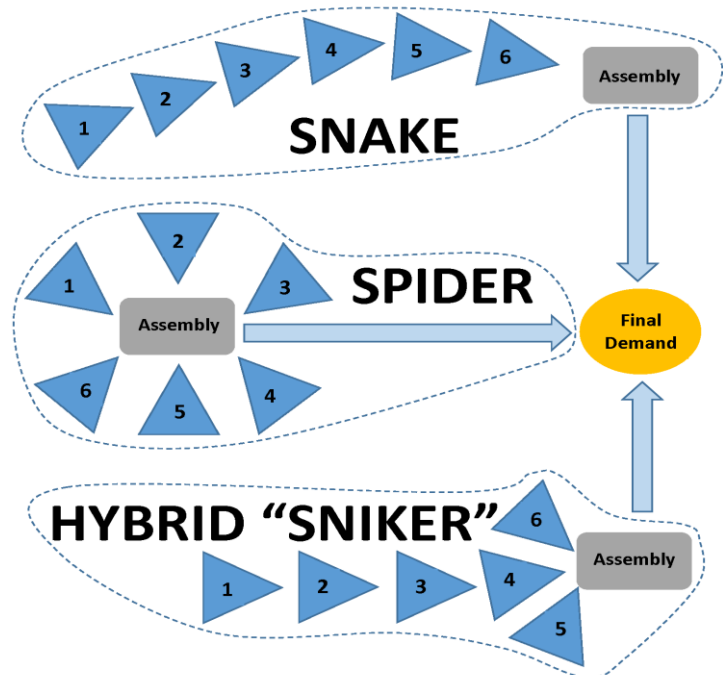 1
2
3
4
5
6
Assembly
SNAKE
1
2
3
SPIDER
Assembly
Final
Demand
6
5
4
HYBRID “SNIKER”
6
Assembly
1
2
3
4
5